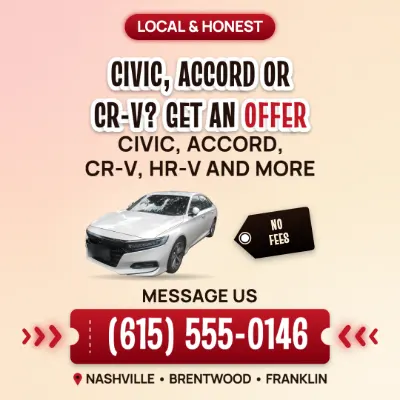 LOCAL & HONEST
CIVIC, ACCORD OR
CR-V? GET AN OFFER
CIVIC, ACCORD,
CR-V, HR-V AND MORE
NO
FEES
MESSAGE US
(615) 555-0146
NASHVILLE • BRENTWOOD • FRANKLIN